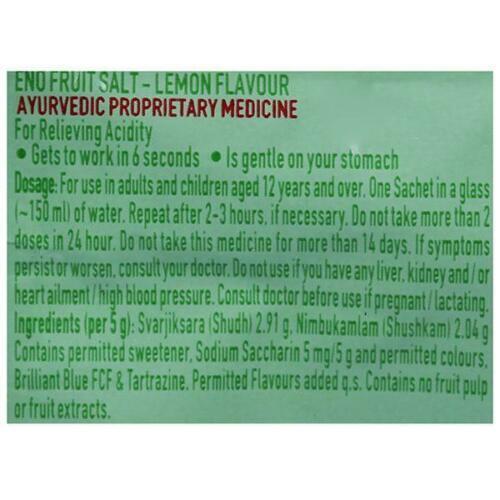 ENO FRUIT SALT - LEMON FLAVOUR
AYURVEDIC PROPRIETARY MEDICINE
For Relieving Acidity
• Gets to work in 6 seconds • Is gentle on your stomach
Dosage: For use in adults and children aged 12 years and over. One Sachet in a glass
(~150 ml) of water. Repeat after 2-3 hours, if necessary. Do not take more than 2
doses in 24 hour. Do not take this medicine for more than 14 days. If symptoms
persist or worsen, consult your doctor. Do not use if you have any liver, kidney and / or
heart ailment / high blood pressure. Consult doctor before use if pregnant / lactating.
Ingredients (per 5 g): Svarjiksara (Shudh) 2.91 g, Nimbukamlam (Shushkam) 2.04 g
Contains permitted sweetener, Sodium Saccharin 5 mg/5 g and permitted colours,
Brilliant Blue FCF & Tartrazine. Permitted Flavours added q.s. Contains no fruit pulp
or fruit extracts.